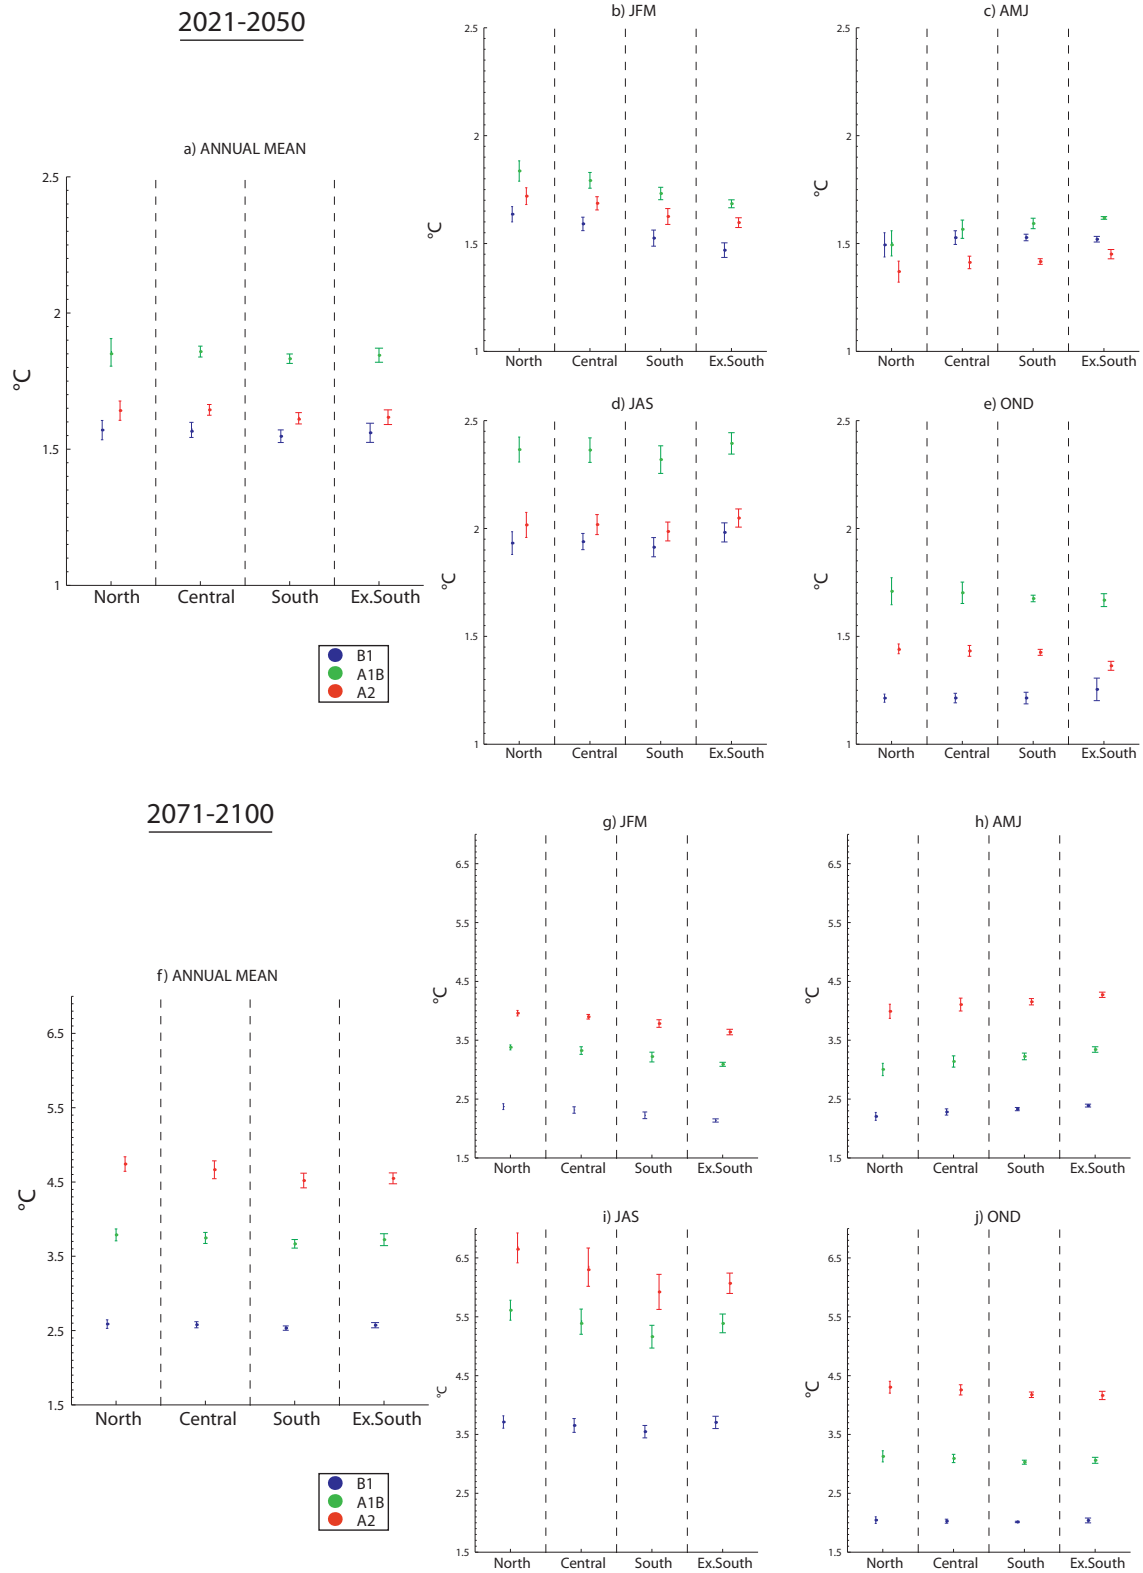 2021-2050
a) ANNUAL MEAN
2.5
2
°C
1.5
1
North Central South Ex.South
B1
A1B
A2
b) JFM
2.5
2
°C
1.5
1
North Central South Ex.South
c) AMJ
2.5
2
°C
1.5
1
North Central South Ex.South
d) JAS
2.5
2
°C
1.5
1
North Central South Ex.South
e) OND
2.5
2
°C
1.5
1
North Central South Ex.South
2071-2100
f) ANNUAL MEAN
6.5
5.5
4.5
°C
3.5
2.5
1.5
North Central South Ex.South
B1
A1B
A2
g) JFM
6.5
5.5
4.5
°C
3.5
2.5
1.5
North Central South Ex.South
h) AMJ
6.5
5.5
4.5
°C
3.5
2.5
1.5
North Central South Ex.South
i) JAS
6.5
5.5
4.5
°C
3.5
2.5
1.5
North Central South Ex.South
j) OND
6.5
5.5
4.5
°C
3.5
2.5
1.5
North Central South Ex.South